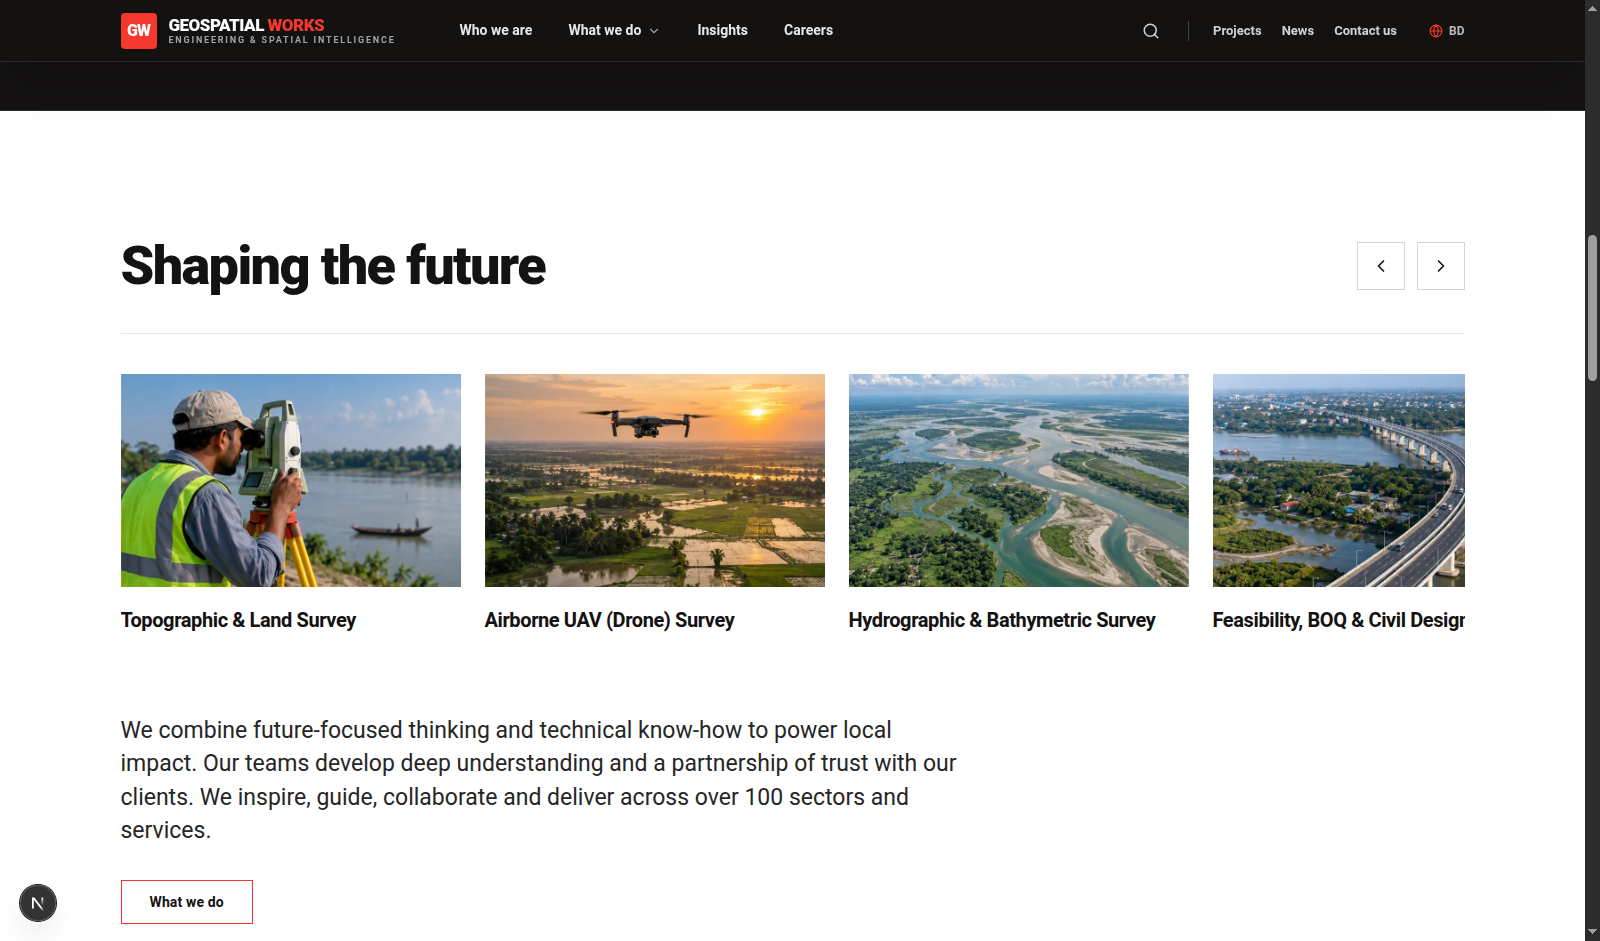 GW
GEOSPATIAL WORKS
ENGINEERING & SPATIAL INTELLIGENCE
Who we are
What we do
Insights
Careers
Projects
News
Contact us
BD
Shaping the future
Topographic & Land Survey
Airborne UAV (Drone) Survey
Hydrographic & Bathymetric Survey
Feasibility, BOQ & Civil Design
We combine future-focused thinking and technical know-how to power local
impact. Our teams develop deep understanding and a partnership of trust with our
clients. We inspire, guide, collaborate and deliver across over 100 sectors and
services.
What we do
N